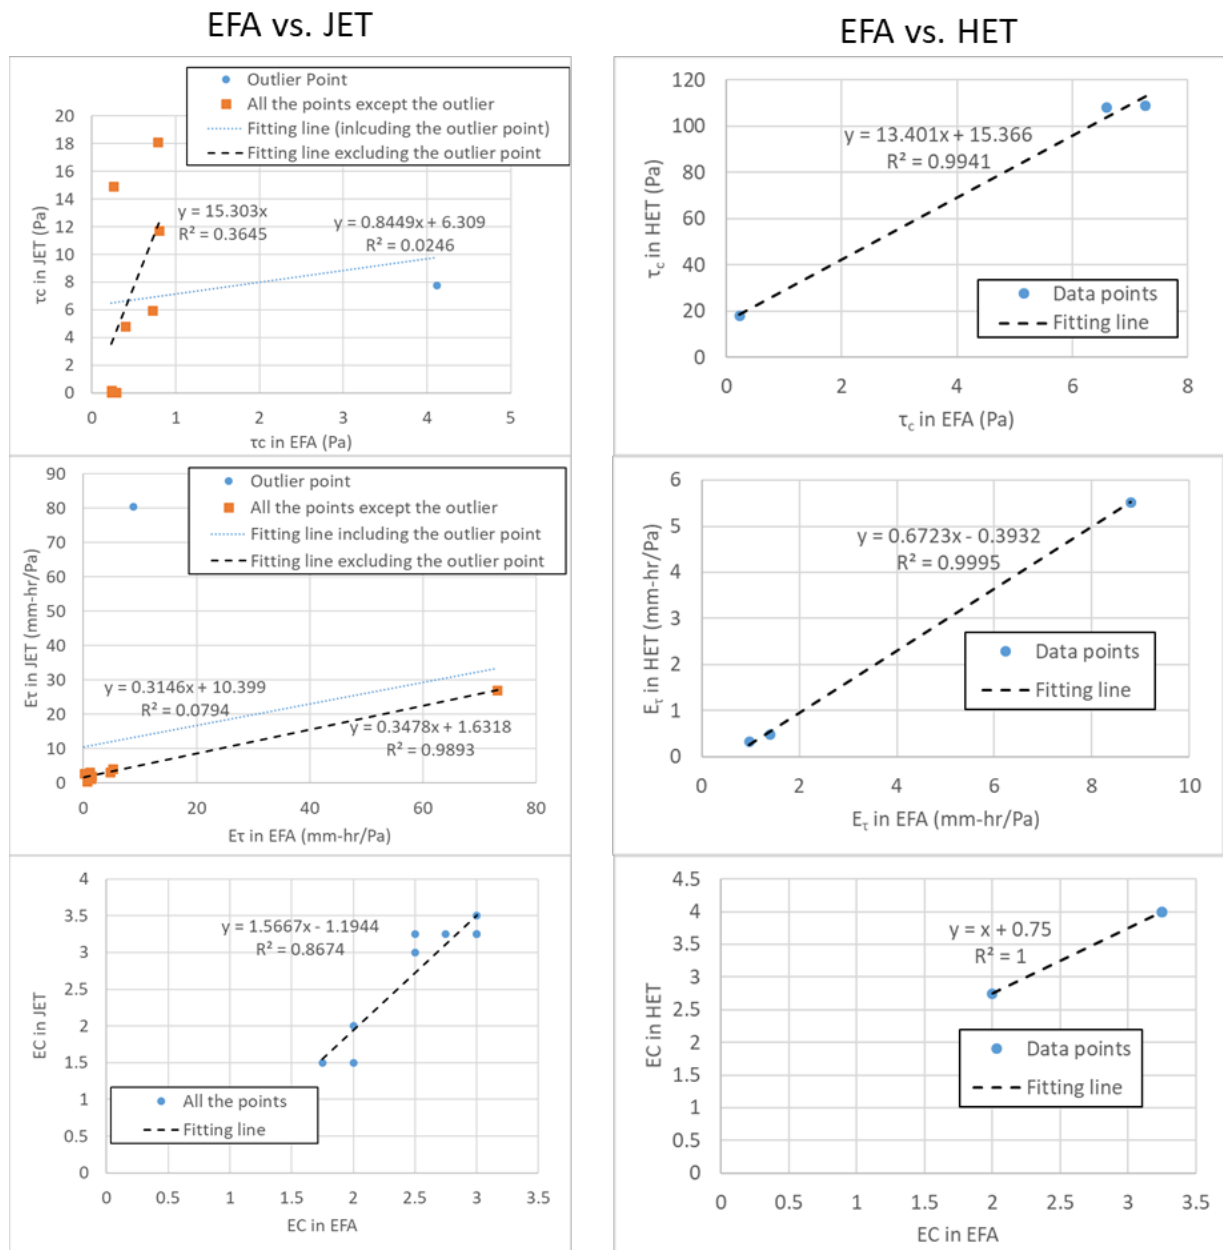 EFA vs. JET
EFA vs. HET
Outlier Point
All the points except the outlier
Fitting line (inlcuding the outlier point)
Fitting line excluding the outlier point
20
18
16
14
12
10
8
6
4
2
0
y = 15.303x
R² = 0.3645
y = 0.8449x + 6.309
R² = 0.0246
τc in JET (Pa)
0 1 2 3 4 5
τc in EFA (Pa)
120
100
80
60
40
20
0
y = 13.401x + 15.366
R² = 0.9941
τc in HET (Pa)
Data points
Fitting line
0 2 4 6 8
τc in EFA (Pa)
90
80
70
60
50
40
30
20
10
0
Outlier point
All the points except the outlier
Fitting line including the outlier point
Fitting line excluding the outlier point
Eτ in JET (mm-hr/Pa)
y = 0.3146x + 10.399
R² = 0.0794
y = 0.3478x + 1.6318
R² = 0.9893
0 20 40 60 80
Eτ in EFA (mm-hr/Pa)
6
5
4
3
2
1
0
y = 0.6723x - 0.3932
R² = 0.9995
Eτ in HET (mm-hr/Pa)
Data points
Fitting line
0 2 4 6 8 10
Eτ in EFA (mm-hr/Pa)
4
3.5
3
2.5
2
1.5
1
0.5
0
y = 1.5667x - 1.1944
R² = 0.8674
EC in JET
All the points
Fitting line
0 0.5 1 1.5 2 2.5 3 3.5
EC in EFA
4.5
4
3.5
3
2.5
2
1.5
1
0.5
0
y = x + 0.75
R² = 1
EC in HET
Data points
Fitting line
0 0.5 1 1.5 2 2.5 3 3.5
EC in EFA